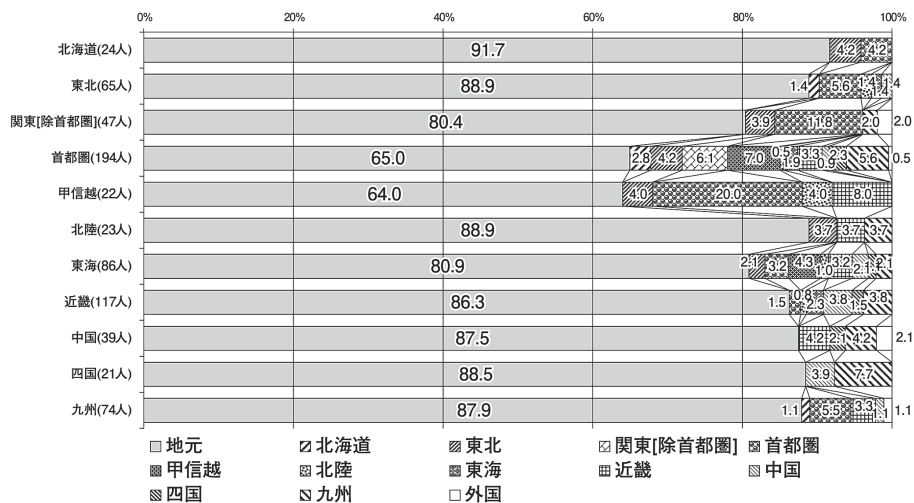 0% 20% 40% 60% 80% 100%
北海道(24人) 91.7 4.2 4.2
東北(65人) 88.9 1.4 5.6 1.4 1.4 1.4
関東[除首都圏](47人) 80.4 3.9 11.8 2.0 2.0
首都圏(194人) 65.0 2.8 4.2 6.1 7.0 0.5 1.9 3.3 0.9 2.3 5.6 0.5
甲信越(22人) 64.0 4.0 20.0 4.0 8.0
北陸(23人) 88.9 3.7 3.7 3.7
東海(86人) 80.9 2.1 3.2 4.3 1.0 3.2 2.1 2.1
近畿(117人) 86.3 1.5 0.8 2.3 3.8 1.5 3.8
中国(39人) 87.5 4.2 2.1 4.2 2.1
四国(21人) 88.5 3.9 7.7
九州(74人) 87.9 1.1 5.5 3.3 1.1 1.1
地元 北海道 東北 関東[除首都圏] 首都圏
甲信越 北陸 東海 近畿 中国
四国 九州 外国